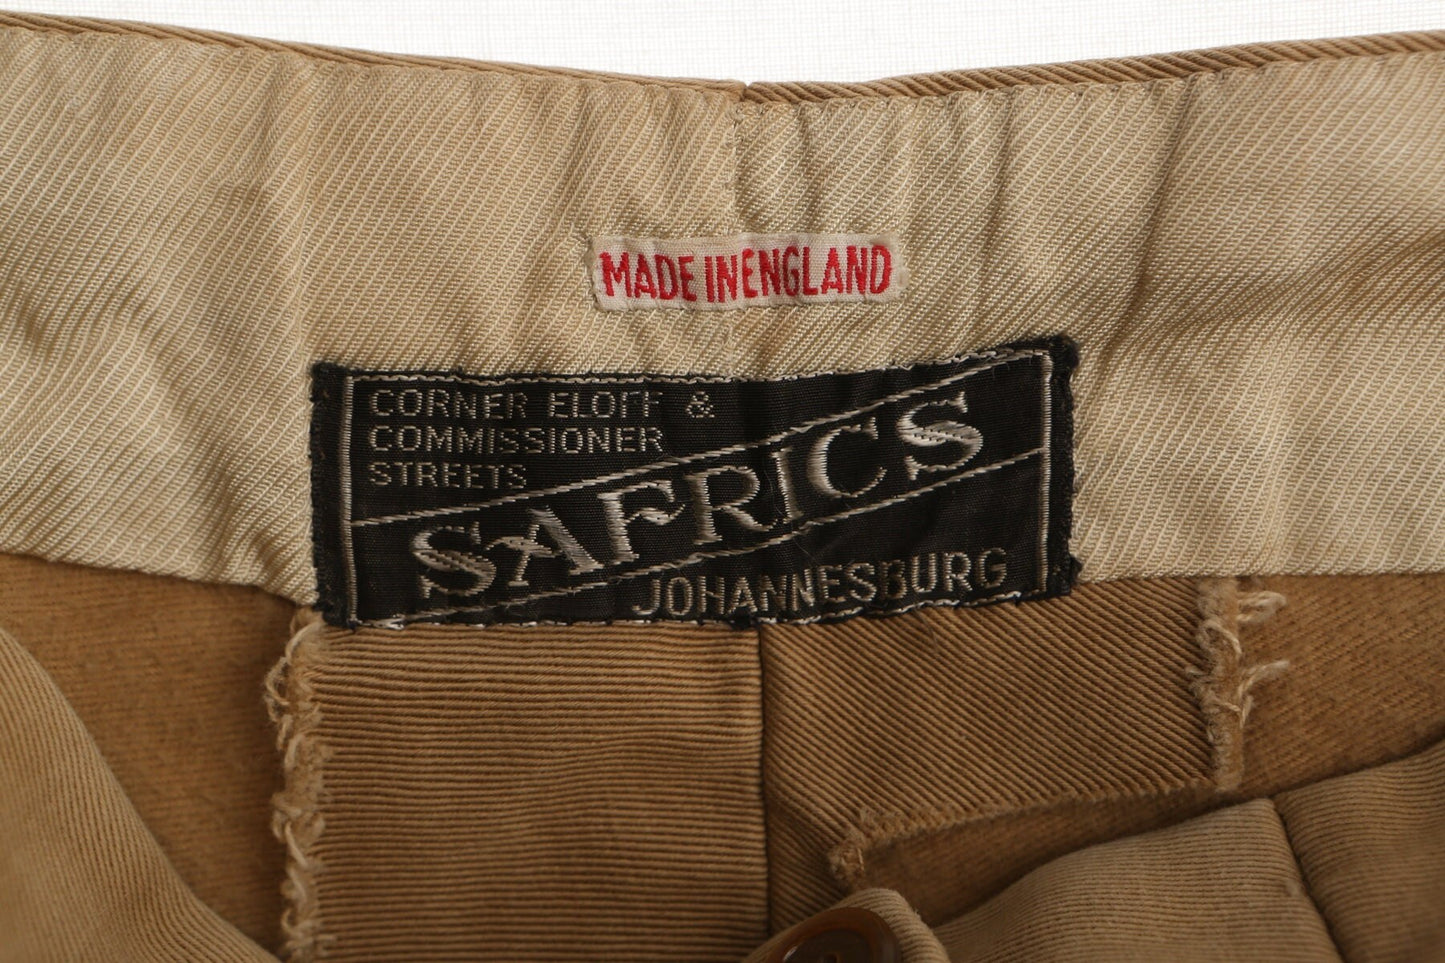 MADE IN ENGLAND
CORNER ELOFF &
COMMISSIONER
STREETS
SAFRICS
JOHANNESBURG